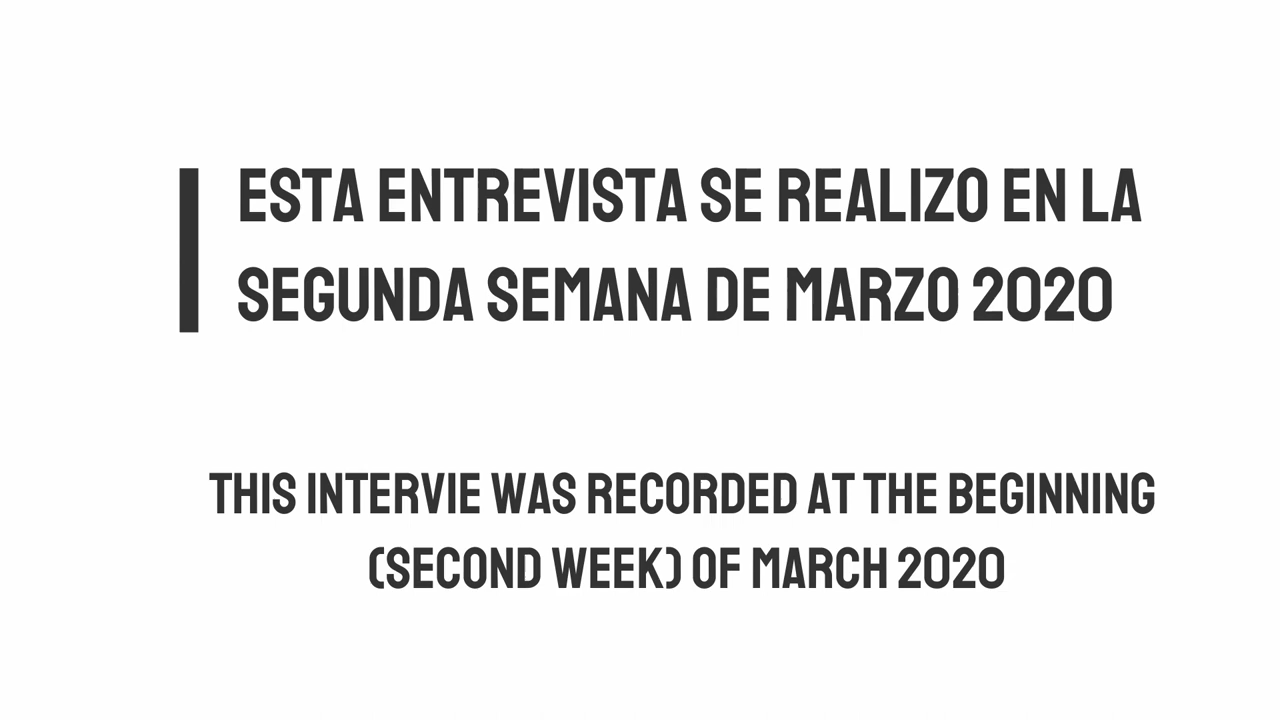 ESTA ENTREVISTA SE REALIZO EN LA
SEGUNDA SEMANA DE MARZO 2020
THIS INTERVIE WAS RECORDED AT THE BEGINNING
(SECOND WEEK) OF MARCH 2020